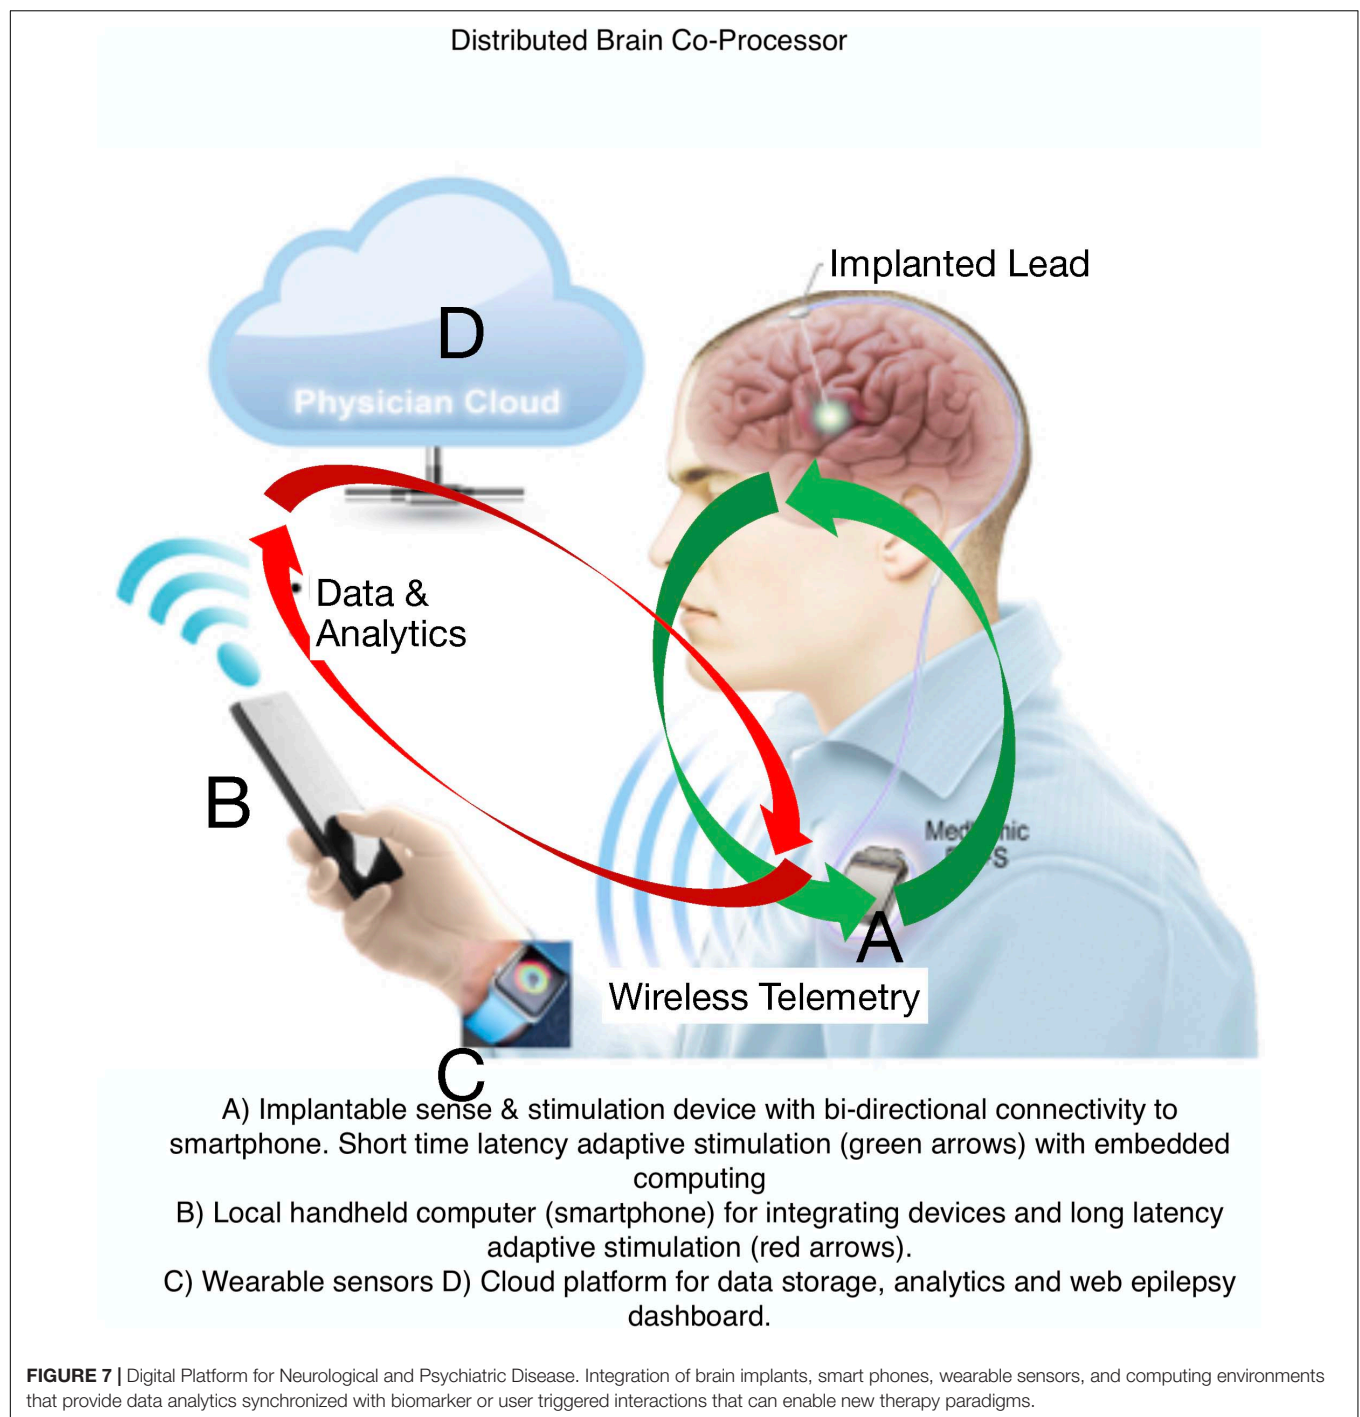 Distributed Brain Co-Processor
Implanted Lead
D
Physician Cloud
Data &
Analytics
B
A
Wireless Telemetry
C
A) Implantable sense & stimulation device with bi-directional connectivity to
smartphone. Short time latency adaptive stimulation (green arrows) with embedded
computing
B) Local handheld computer (smartphone) for integrating devices and long latency
adaptive stimulation (red arrows).
C) Wearable sensors D) Cloud platform for data storage, analytics and web epilepsy
dashboard.
FIGURE 7 | Digital Platform for Neurological and Psychiatric Disease. Integration of brain implants, smart phones, wearable sensors, and computing environments
that provide data analytics synchronized with biomarker or user triggered interactions that can enable new therapy paradigms.